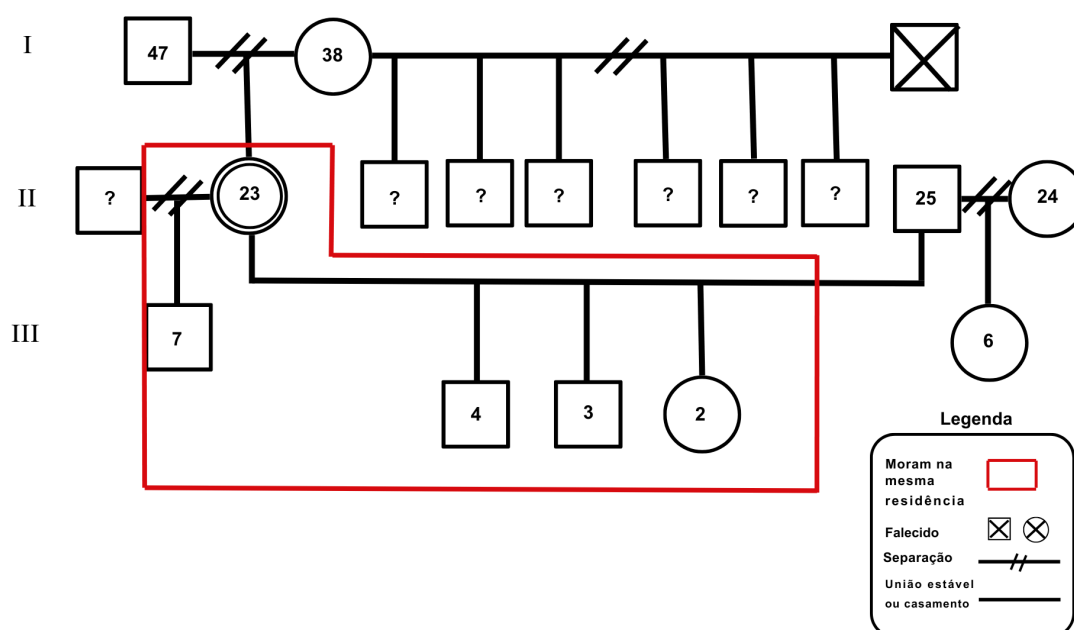 I
47
38
II
?
23
?
?
?
?
?
?
25
24
III
7
6
4
3
2
Legenda
Moram na
mesma
residência
Falecido
Separação
União estável
ou casamento